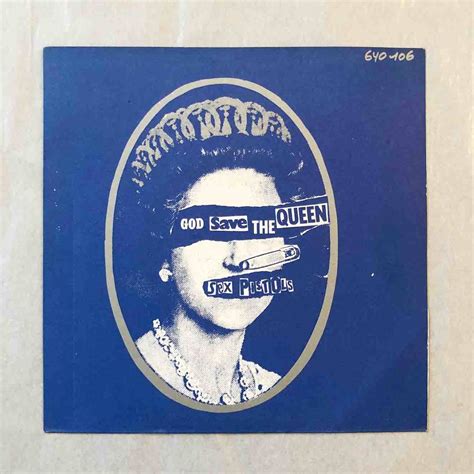 640-106
GOD Save THE QUEEN
SEX PISTOLS